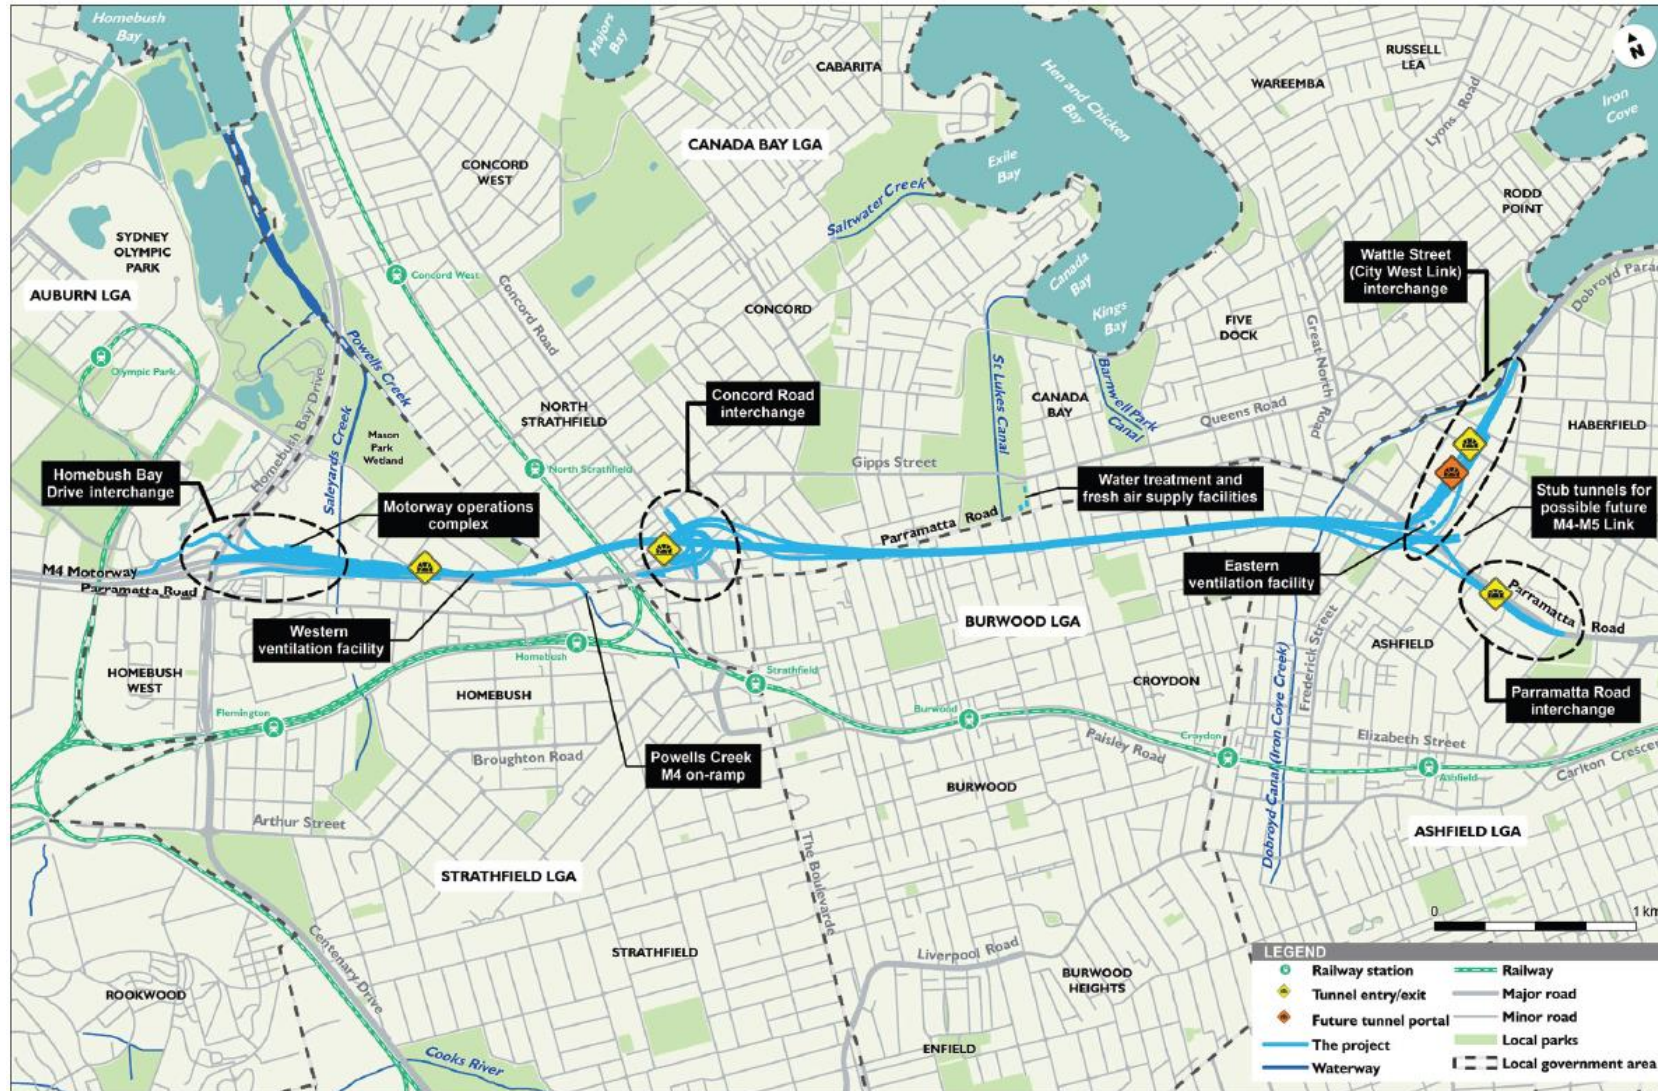 Homebush
Bay
Majors
Bay
CABARITA
Hen and Chicken
Bay
RUSSELL
LEA
WAREEMBA
N
Iron
Cove
Lyons Road
CANADA BAY LGA
CONCORD
WEST
Exile
Bay
Saltwater Creek
RODD
POINT
SYDNEY
OLYMPIC
PARK
Concord West
Wattle Street
(City West Link)
interchange
AUBURN LGA
Concord Road
CONCORD
Canada
Bay
Kings
Bay
FIVE
DOCK
Great North
Road
Olympic Park
Powells Creek
Homebush Bay Drive
St Lukes Canal
Barnwell Park
Canal
CANADA
BAY
Queens Road
Concord Road
interchange
NORTH
STRATHFIELD
HABERFIELD
Saleyards Creek
Mason
Park
Wetland
North Strathfield
Gipps Street
Homebush Bay
Drive interchange
Water treatment and
fresh air supply facilities
Stub tunnels for
possible future
M4-M5 Link
Motorway operations
complex
Parramatta Road
M4 Motorway
Parramatta Road
Eastern
ventilation facility
Parramatta
Road
Western
ventilation facility
BURWOOD LGA
Homebush
ASHFIELD
HOMEBUSH
WEST
Strathfield
Frederick Street
Dobroyd Canal (Iron Cove Creek)
HOMEBUSH
CROYDON
Parramatta Road
interchange
Flemington
Burwood
Paisley Road
Croydon
Elizabeth Street
Ashfield
Broughton Road
Powells Creek
M4 on-ramp
BURWOOD
Arthur Street
The Boulevarde
ASHFIELD LGA
STRATHFIELD LGA
0
1 km
Centenary Drive
STRATHFIELD
Liverpool Road
BURWOOD
HEIGHTS
ROOKWOOD
ENFIELD
Cooks River
LEGEND
Railway station
Tunnel entry/exit
Future tunnel portal
The project
Waterway
Railway
Major road
Minor road
Local parks
Local government area